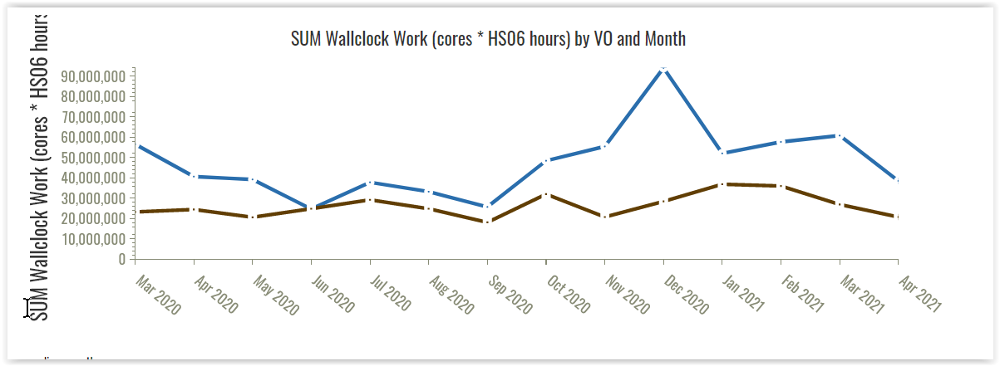 SUM Wallclock Work (cores * HS06 hours) by VO and Month
SUM Wallclock Work (cores * HS06 hours
90,000,000
80,000,000
70,000,000
60,000,000
50,000,000
40,000,000
30,000,000
20,000,000
10,000,000
0
Mar 2020
Apr 2020
May 2020
Jun 2020
Jul 2020
Aug 2020
Sep 2020
Oct 2020
Nov 2020
Dec 2020
Jan 2021
Feb 2021
Mar 2021
Apr 2021